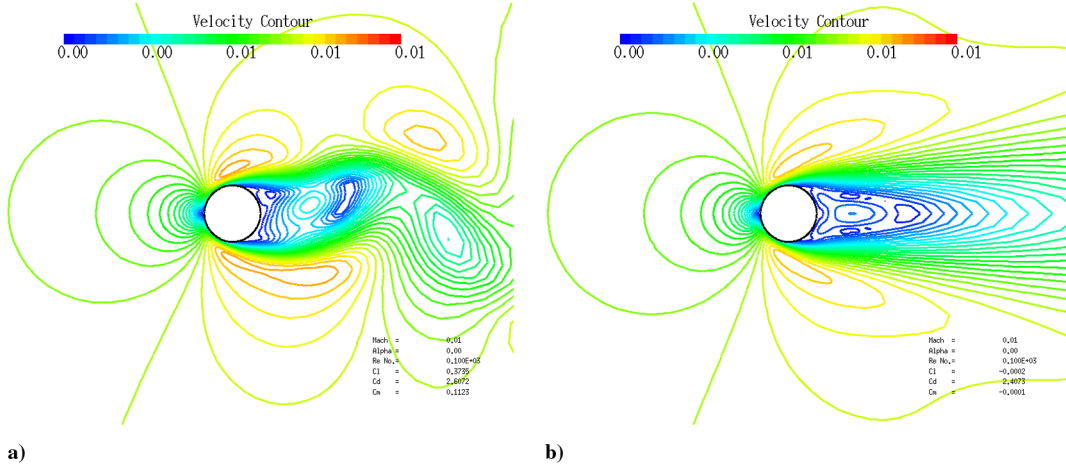 Velocity Contour
0.00 0.00 0.01 0.01 0.01
Mach = 0.01
Alpha = 0.00
Re No.= 0.100E+03
Cl = 0.3735
Cd = 2.6072
Cm = 0.1123
a)
Velocity Contour
0.00 0.00 0.01 0.01 0.01
Mach = 0.01
Alpha = 0.00
Re No.= 0.100E+03
Cl = -0.0002
Cd = 2.4073
Cm = -0.0001
b)